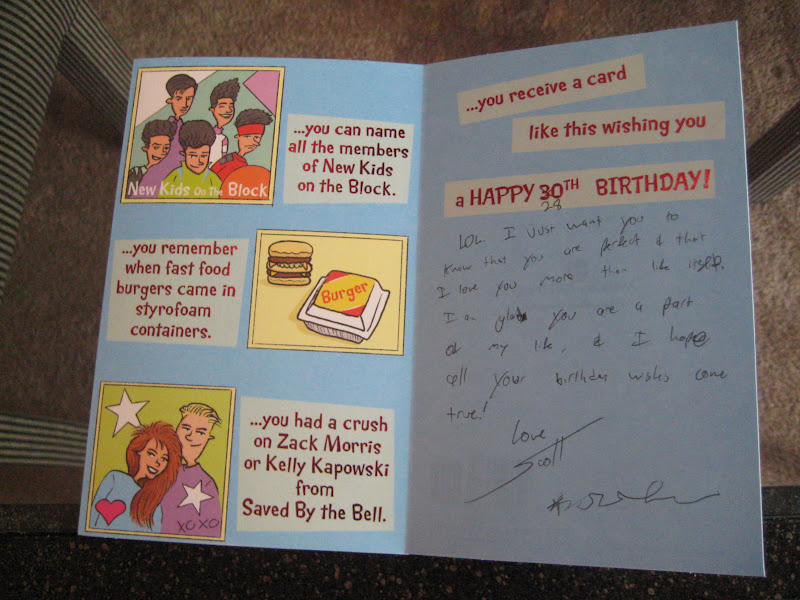 New Kids On The Block
...you can name
all the members
of New Kids
on the Block.
...you remember
when fast food
burgers came in
styrofoam
containers.
Burger
...you had a crush
on Zack Morris
or Kelly Kapowski
from
Saved By the Bell.
XOXO
...you receive a card
like this wishing you
a HAPPY 30TH BIRTHDAY!
28
LOL. I Just want you to
know that you are perfect & that
I love you more than life itself.
I am glad you are a part
of my life, & I hope
all your birthday wishes come
true!
Love
Scott